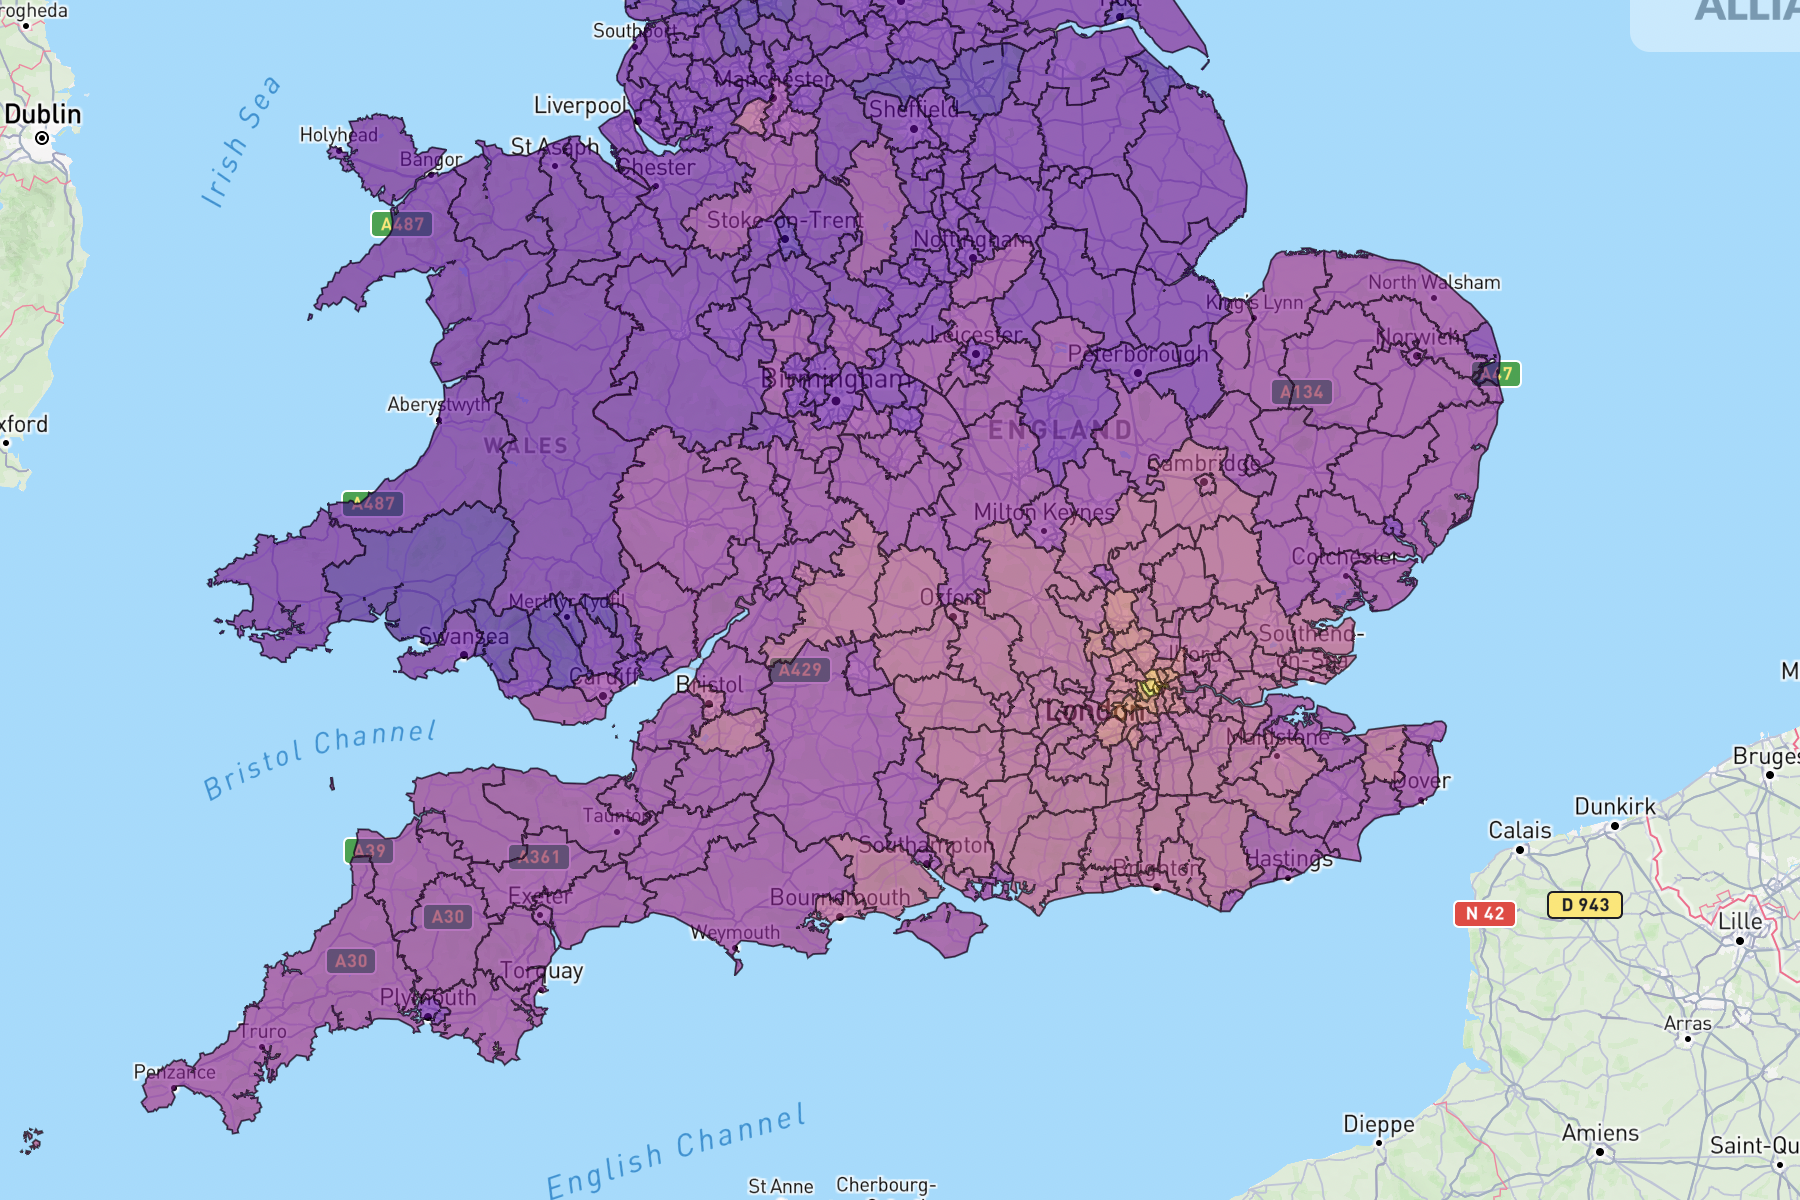 rogheda
Southport
Hull
ALLIA
Manchester
Dublin
Liverpool
Sheffield
Irish Sea
Holyhead
Bangor
St Asaph
Chester
A487
Stoke-on-Trent
Nottingham
North Walsham
King's Lynn
Leicester
Norwich
Peterborough
Birmingham
A47
A134
Aberystwyth
xford
WALES
ENGLAND
Cambridge
A487
Milton Keynes
Colchester
Merthyr Tydfil
Oxford
Swansea
Southend-
on-Sea
Ilford
Cardiff
Bristol
A429
London
Bristol Channel
Maidstone
Dover
Bruges
Dunkirk
Calais
Taunton
A39
A361
Southampton
Brighton
Hastings
Exeter
Bournemouth
A30
Weymouth
N 42
D 943
Lille
A30
Torquay
Plymouth
Truro
Arras
Penzance
English Channel
Dieppe
Amiens
Saint-Qu
St Anne
Cherbourg-
M